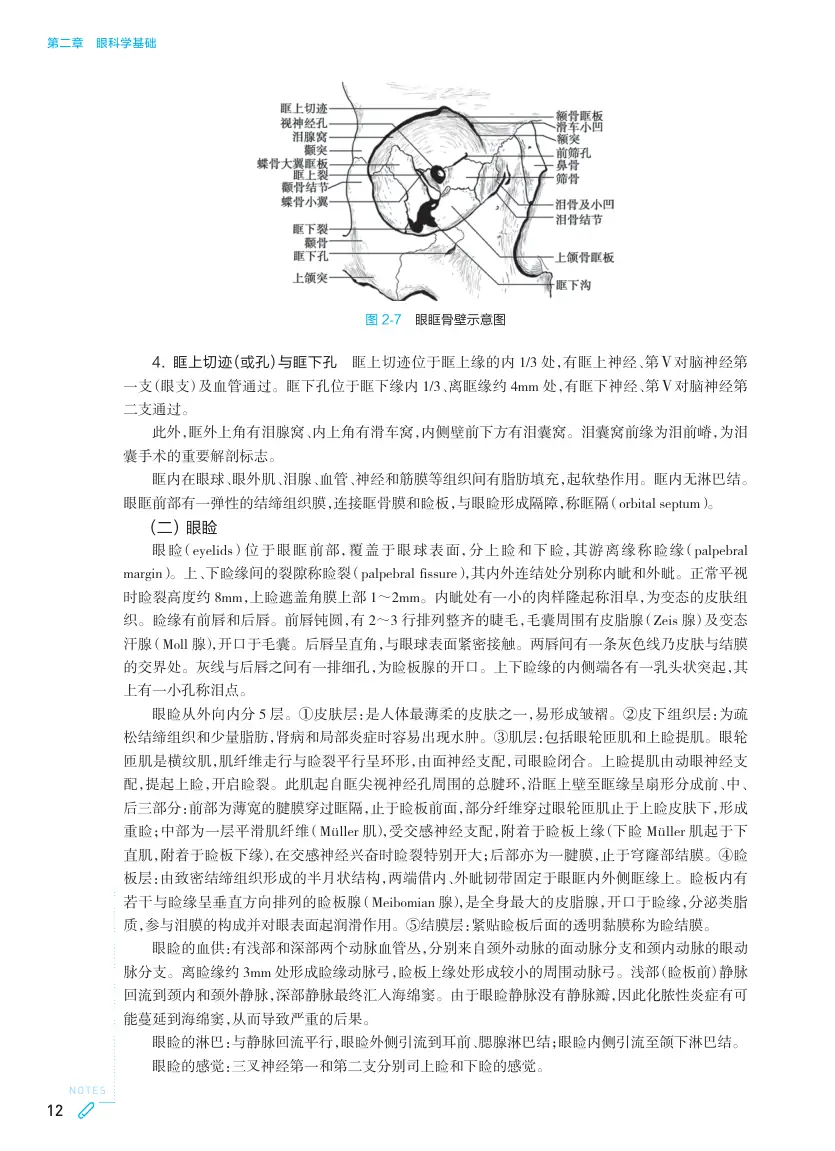 第二章 眼科学基础
眶上切迹
视神经孔
泪腺窝
颧突
蝶骨大翼眶板
眶上裂
颧骨结节
蝶骨小翼
眶下裂
颧骨
眶下孔
上颌突
额骨眶板
滑车小凹
额突
前筛孔
鼻骨
筛骨
泪骨及小凹
泪骨结节
上颌骨眶板
眶下沟
图 2-7 眼眶骨壁示意图
4. 眶上切迹(或孔)与眶下孔 眶上切迹位于眶上缘的内 1/3 处,有眶上神经、第Ⅴ对脑神经第
一支(眼支)及血管通过。眶下孔位于眶下缘内 1/3、离眶缘约 4mm 处,有眶下神经、第Ⅴ对脑神经第
二支通过。
此外,眶外上角有泪腺窝、内上角有滑车窝,内侧壁前下方有泪囊窝。泪囊窝前缘为泪前嵴,为泪
囊手术的重要解剖标志。
眶内在眼球、眼外肌、泪腺、血管、神经和筋膜等组织间有脂肪填充,起软垫作用。眶内无淋巴结。
眼眶前部有一弹性的结缔组织膜,连接眶骨膜和睑板,与眼睑形成隔障,称眶隔(orbital septum)。
(二) 眼睑
眼睑(eyelids)位于眼眶前部,覆盖于眼球表面,分上睑和下睑,其游离缘称睑缘(palpebral
margin)。上、下睑缘间的裂隙称睑裂(palpebral fissure),其内外连结处分别称内眦和外眦。正常平视
时睑裂高度约 8mm,上睑遮盖角膜上部 1~2mm。内眦处有一小的肉样隆起称泪阜,为变态的皮肤组
织。睑缘有前唇和后唇。前唇钝圆,有 2~3 行排列整齐的睫毛,毛囊周围有皮脂腺(Zeis 腺)及变态
汗腺(Moll 腺),开口于毛囊。后唇呈直角,与眼球表面紧密接触。两唇间有一条灰色线乃皮肤与结膜
的交界处。灰线与后唇之间有一排细孔,为睑板腺的开口。上下睑缘的内侧端各有一乳头状突起,其
上有一小孔称泪点。
眼睑从外向内分 5 层。①皮肤层:是人体最薄柔的皮肤之一,易形成皱褶。②皮下组织层:为疏
松结缔组织和少量脂肪,肾病和局部炎症时容易出现水肿。③肌层:包括眼轮匝肌和上睑提肌。眼轮
匝肌是横纹肌,肌纤维走行与睑裂平行呈环形,由面神经支配,司眼睑闭合。上睑提肌由动眼神经支
配,提起上睑,开启睑裂。此肌起自眶尖视神经孔周围的总腱环,沿眶上壁至眶缘呈扇形分成前、中、
后三部分:前部为薄宽的腱膜穿过眶隔,止于睑板前面,部分纤维穿过眼轮匝肌止于上睑皮肤下,形成
重睑;中部为一层平滑肌纤维(Müller 肌),受交感神经支配,附着于睑板上缘(下睑 Müller 肌起于下
直肌,附着于睑板下缘),在交感神经兴奋时睑裂特别开大;后部亦为一腱膜,止于穹窿部结膜。④睑
板层:由致密结缔组织形成的半月状结构,两端借内、外眦韧带固定于眼眶内外侧眶缘上。睑板内有
若干与睑缘呈垂直方向排列的睑板腺(Meibomian 腺),是全身最大的皮脂腺,开口于睑缘,分泌类脂
质,参与泪膜的构成并对眼表面起润滑作用。⑤结膜层:紧贴睑板后面的透明黏膜称为睑结膜。
眼睑的血供:有浅部和深部两个动脉血管丛,分别来自颈外动脉的面动脉分支和颈内动脉的眼动
脉分支。离睑缘约 3mm 处形成睑缘动脉弓,睑板上缘处形成较小的周围动脉弓。浅部(睑板前)静脉
回流到颈内和颈外静脉,深部静脉最终汇入海绵窦。由于眼睑静脉没有静脉瓣,因此化脓性炎症有可
能蔓延到海绵窦,从而导致严重的后果。
眼睑的淋巴:与静脉回流平行,眼睑外侧引流到耳前、腮腺淋巴结;眼睑内侧引流至颌下淋巴结。
眼睑的感觉:三叉神经第一和第二支分别司上睑和下睑的感觉。
NOTES
12